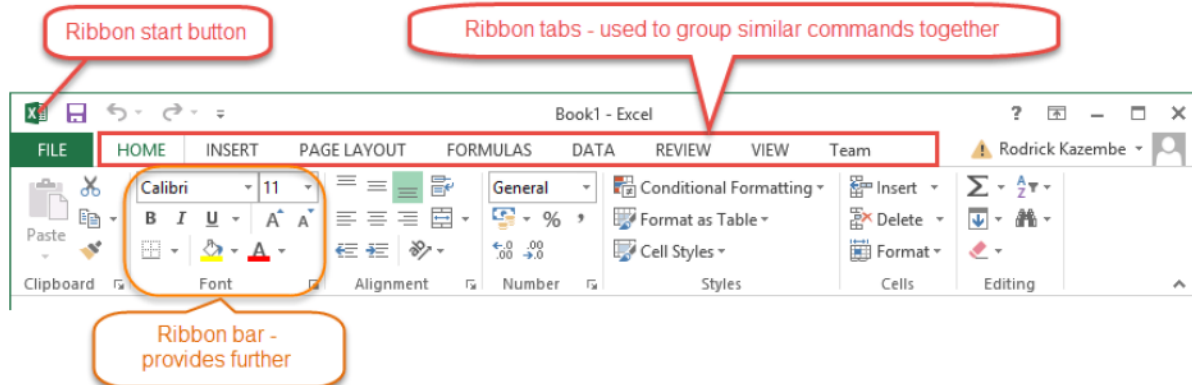 Ribbon start button
Ribbon tabs - used to group similar commands together
Book1 - Excel
?
FILE HOME INSERT PAGE LAYOUT FORMULAS DATA REVIEW VIEW Team Rodrick Kazembe
Calibri 11 General Conditional Formatting Insert Σ A Z
Paste B I U A A % , Format as Table Delete
A ←.0 .00 .00 →.0 Cell Styles Format
Clipboard Font Alignment Number Styles Cells Editing
Ribbon bar -
provides further